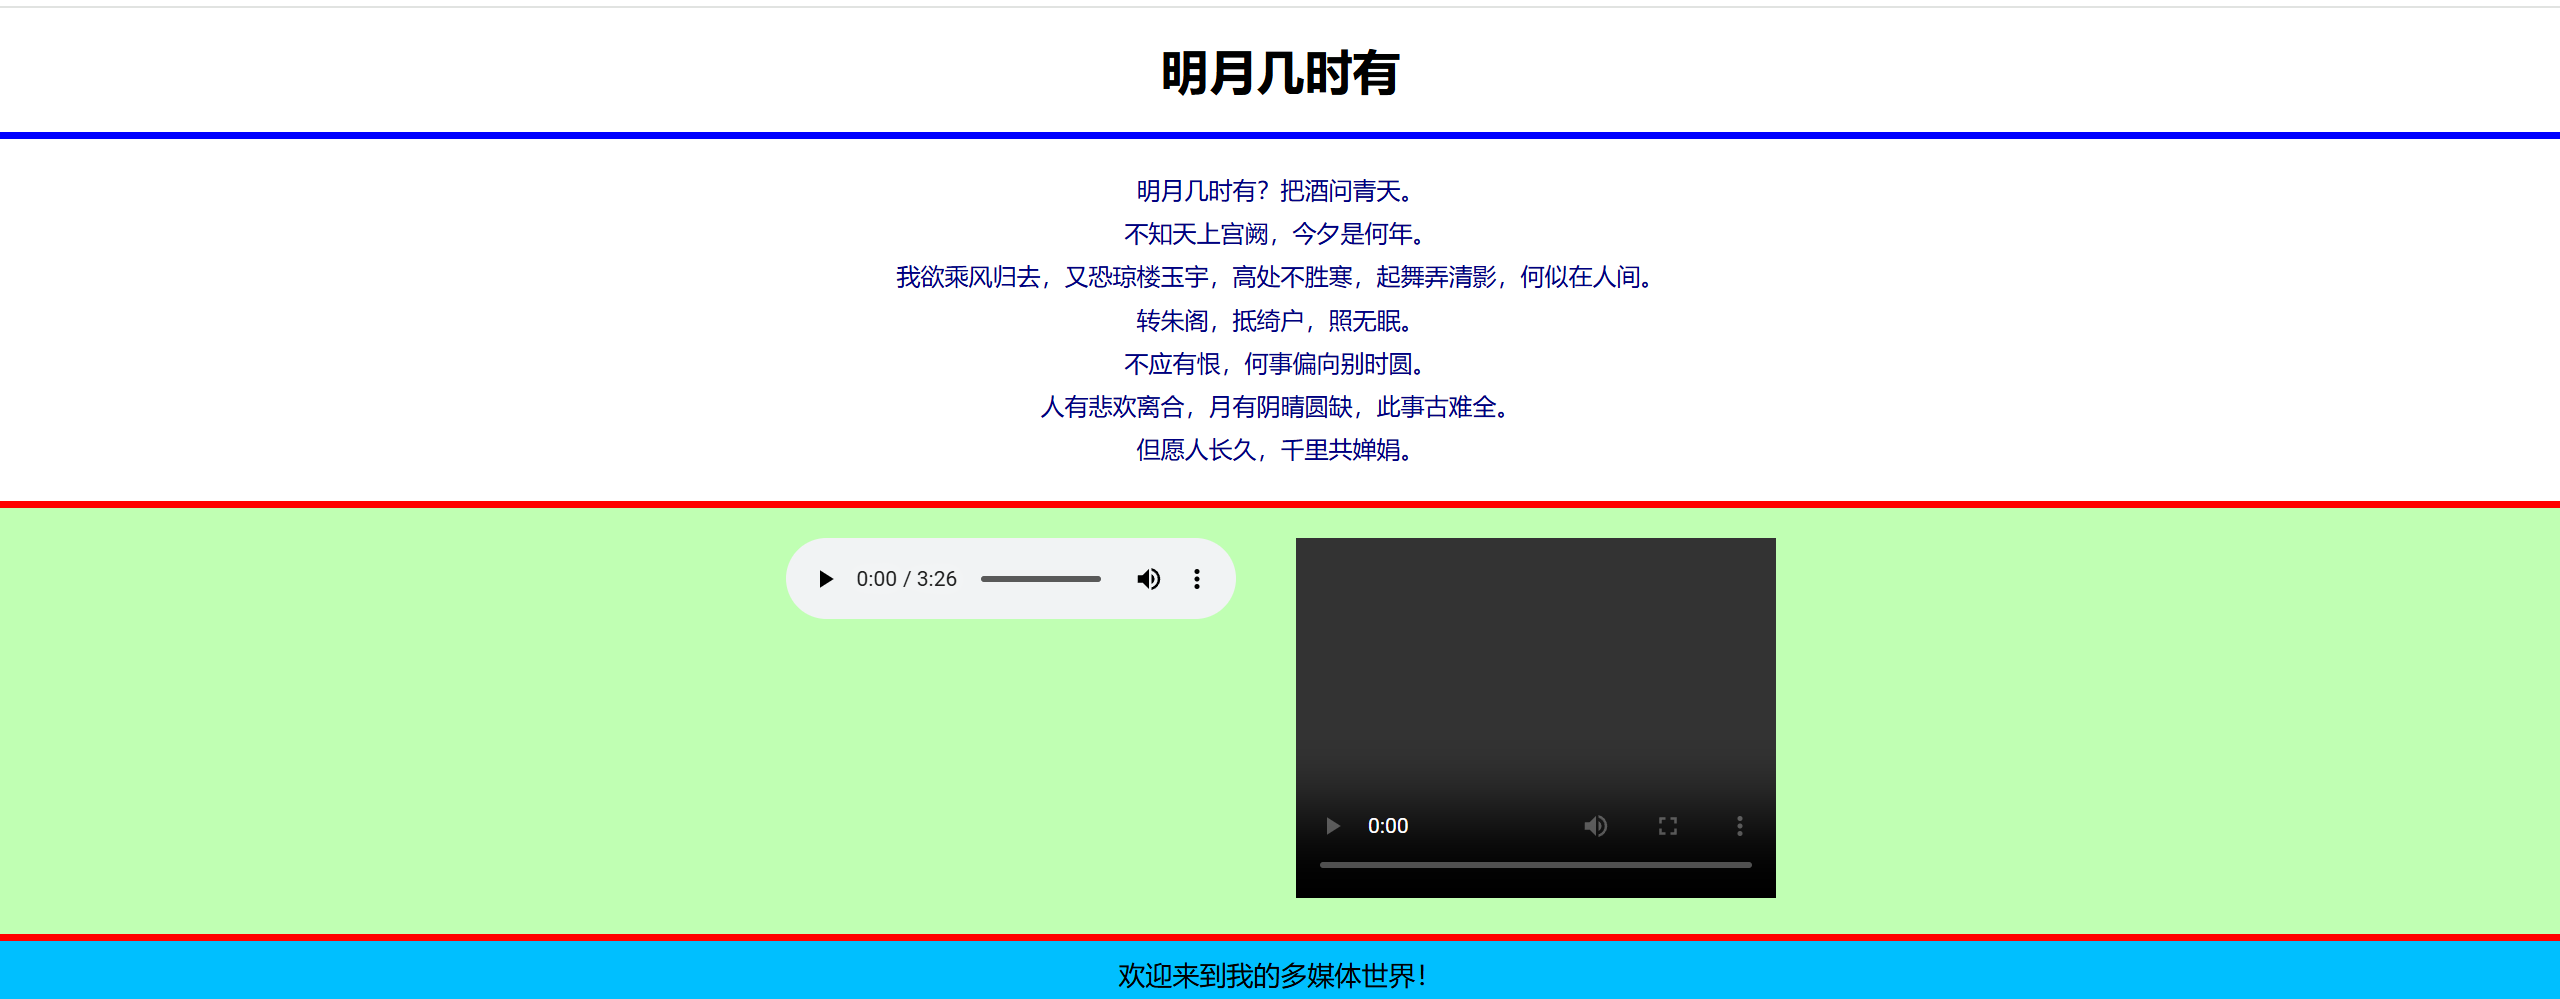 明月几时有
明月几时有？把酒问青天。
不知天上宫阙，今夕是何年。
我欲乘风归去，又恐琼楼玉宇，高处不胜寒，起舞弄清影，何似在人间。
转朱阁，抵绮户，照无眠。
不应有恨，何事偏向别时圆。
人有悲欢离合，月有阴晴圆缺，此事古难全。
但愿人长久，千里共婵娟。
0:00 / 3:26
0:00
欢迎来到我的多媒体世界！